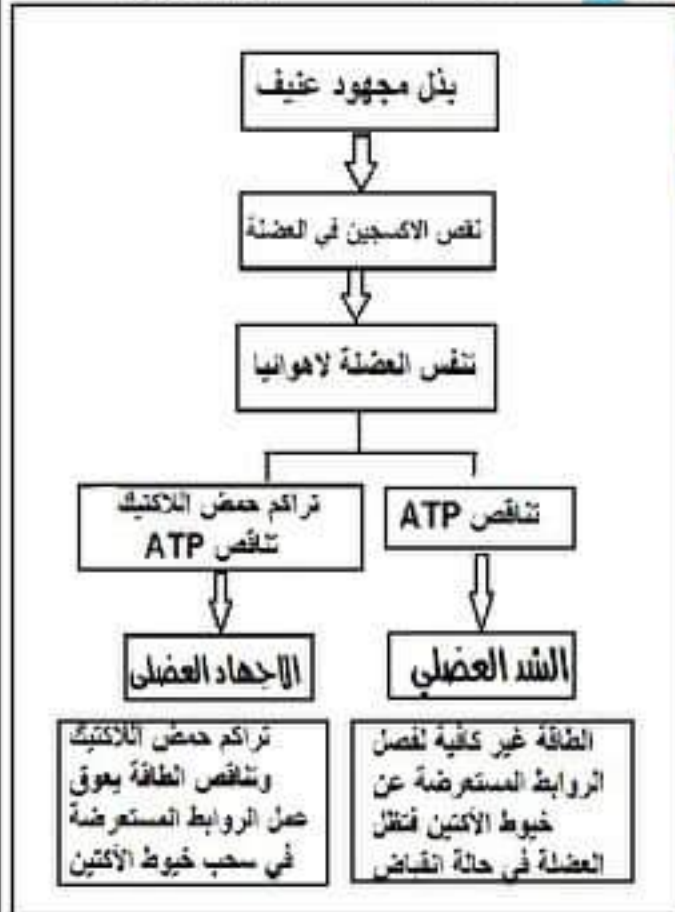 بذل مجهود عنيف
نقص الاكسجين في العضلة
تنفس العضلة لاهوائيا
تناقص ATP
تراكم حمض اللاكتيك
تناقص ATP
الشد العضلي
الاجهاد العضلى
الطاقة غير كافية لفصل
الروابط المستعرضة عن
خيوط الأكتين فتظل
العضلة في حالة انقباض
تراكم حمض اللاكتيك
وتناقص الطاقة يعوق
عمل الروابط المستعرضة
في سحب خيوط الأكتين